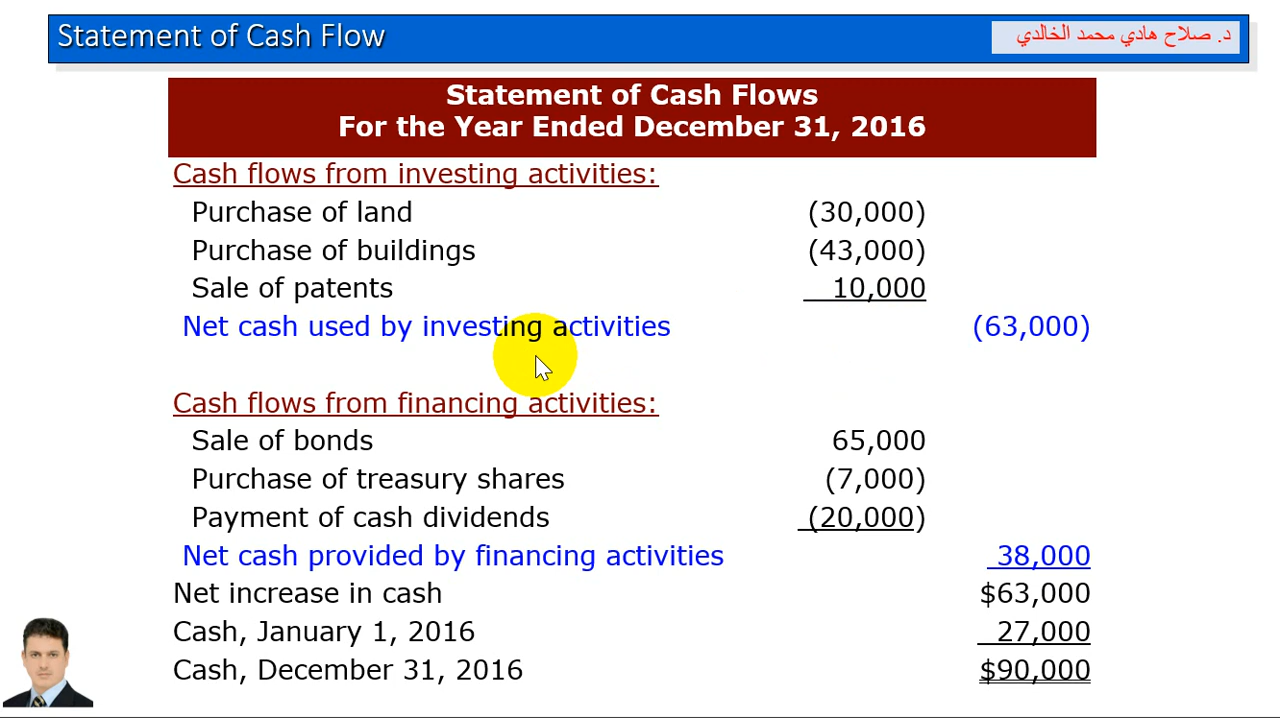 Statement of Cash Flow
د. صلاح هادي محمد الخالدي
Statement of Cash Flows
For the Year Ended December 31, 2016
Cash flows from investing activities:
Purchase of land (30,000)
Purchase of buildings (43,000)
Sale of patents 10,000
Net cash used by investing activities (63,000)
Cash flows from financing activities:
Sale of bonds 65,000
Purchase of treasury shares (7,000)
Payment of cash dividends (20,000)
Net cash provided by financing activities 38,000
Net increase in cash $63,000
Cash, January 1, 2016 27,000
Cash, December 31, 2016 $90,000